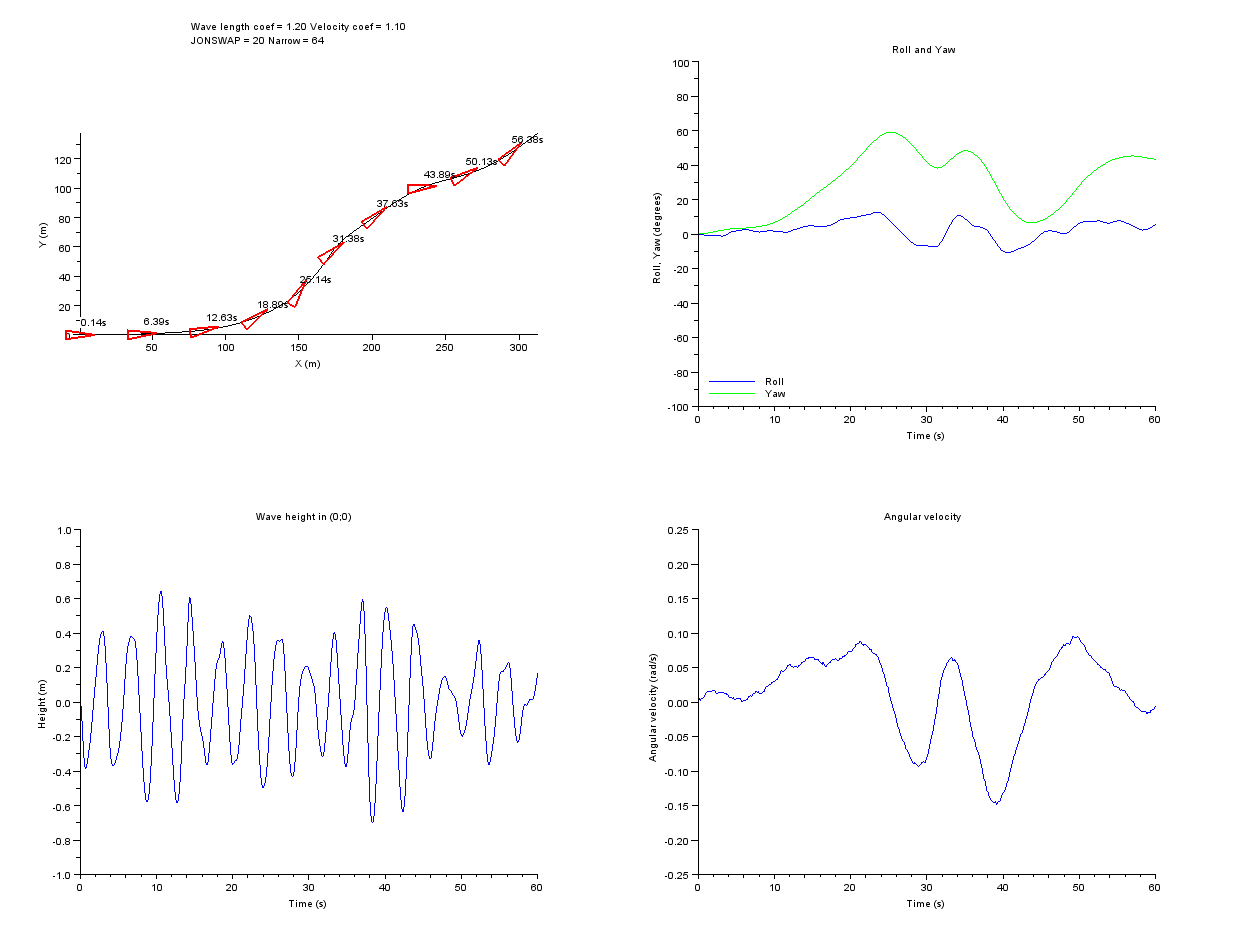 Wave length coef = 1.20 Velocity coef = 1.10
JONSWAP = 20 Narrow = 64
120
100
80
60
40
20
0
50
100
150
200
250
300
Y (m)
X (m)
0.14s
6.39s
12.63s
18.89s
25.14s
31.38s
37.63s
43.89s
50.13s
56.38s
Roll and Yaw
100
80
60
40
20
0
-20
-40
-60
-80
-100
0
10
20
30
40
50
60
Roll, Yaw (degrees)
Time (s)
Roll
Yaw
Wave height in (0;0)
1.0
0.8
0.6
0.4
0.2
0.0
-0.2
-0.4
-0.6
-0.8
-1.0
0
10
20
30
40
50
60
Height (m)
Time (s)
Angular velocity
0.25
0.20
0.15
0.10
0.05
0.00
-0.05
-0.10
-0.15
-0.20
-0.25
0
10
20
30
40
50
60
Angular velocity (rad/s)
Time (s)